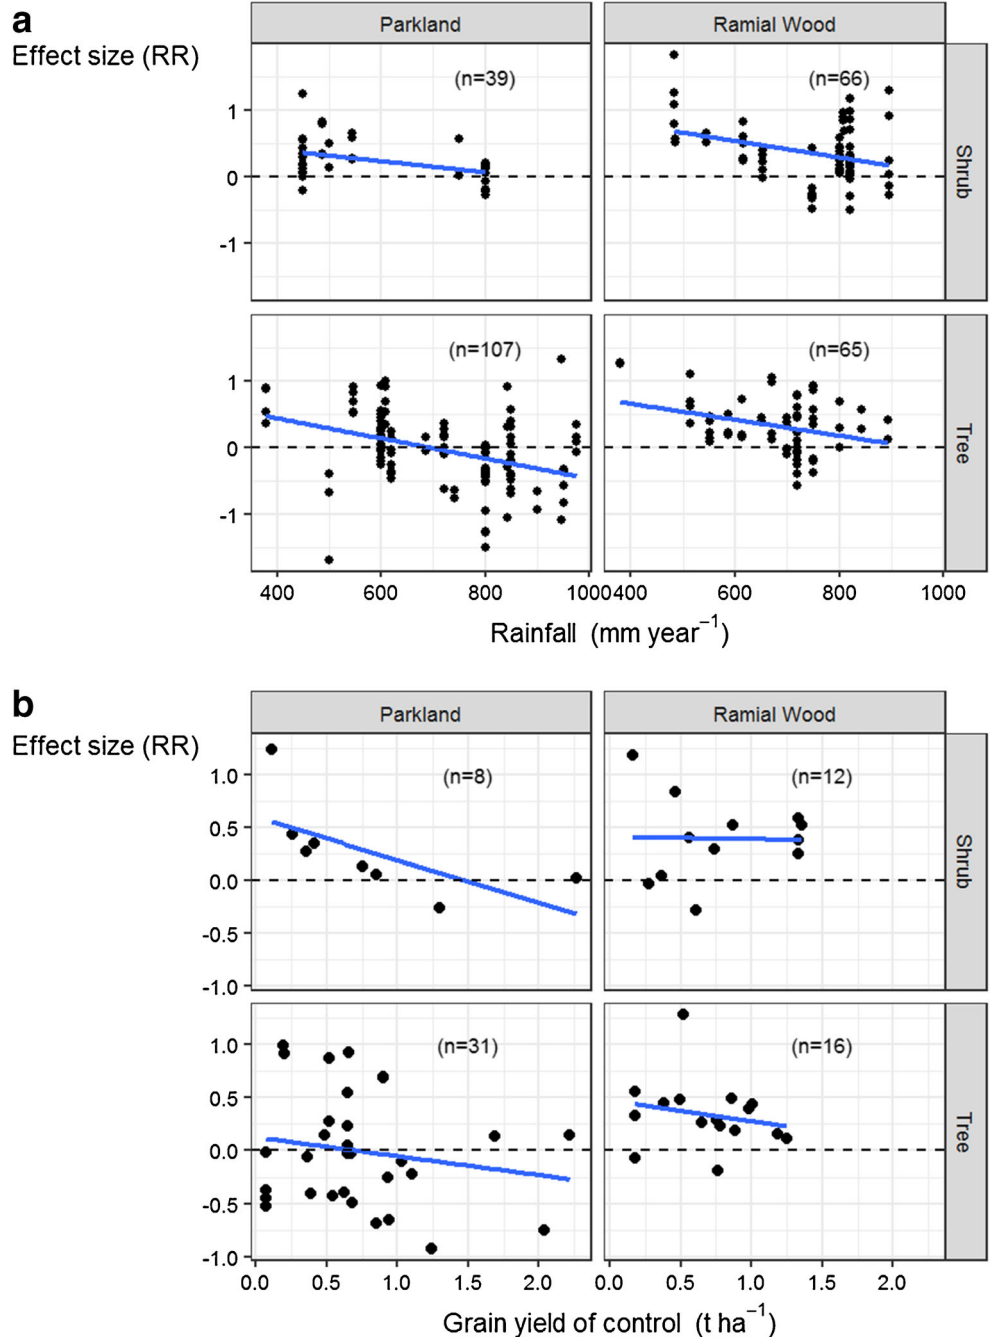 a
Effect size (RR)
Parkland
Ramial Wood
(n=39)
(n=66)
1
0
-1
Shrub
(n=107)
(n=65)
1
0
-1
Tree
400 600 800 1000 400 600 800 1000
Rainfall (mm year⁻¹)
b
Effect size (RR)
Parkland
Ramial Wood
(n=8)
(n=12)
1.0
0.5
0.0
-0.5
-1.0
Shrub
(n=31)
(n=16)
1.0
0.5
0.0
-0.5
-1.0
Tree
0.0 0.5 1.0 1.5 2.0 0.0 0.5 1.0 1.5 2.0
Grain yield of control (t ha⁻¹)